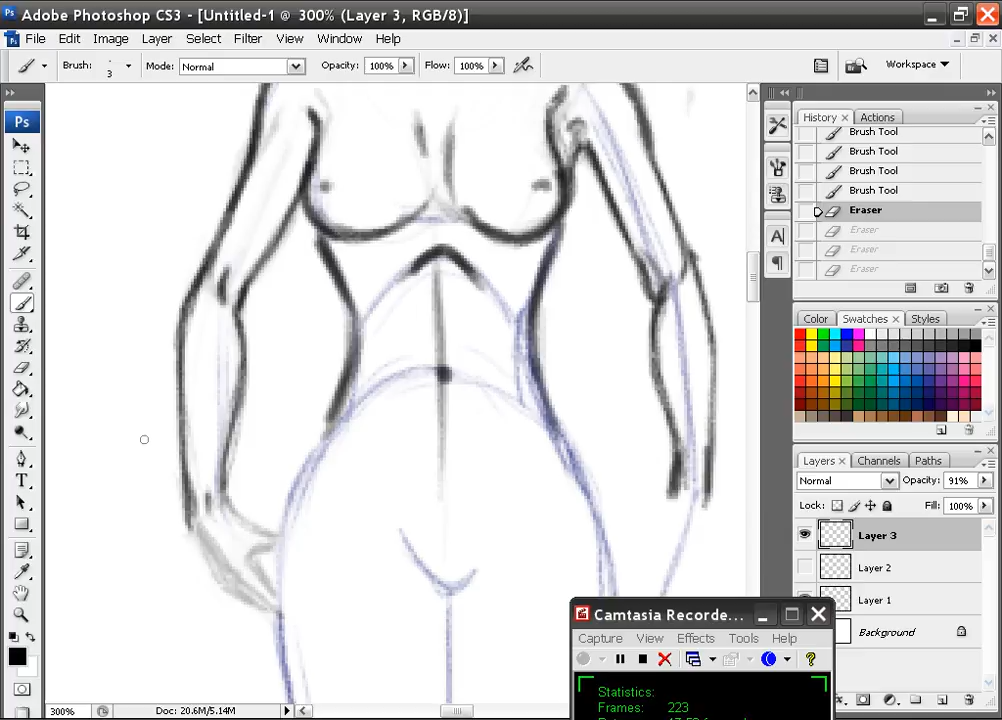 Adobe Photoshop CS3 - [Untitled-1 @ 300% (Layer 3, RGB/8)]
File Edit Image Layer Select Filter View Window Help
Brush: 3 Mode: Normal Opacity: 100% Flow: 100% Workspace
Ps
History Actions
Brush Tool
Brush Tool
Brush Tool
Brush Tool
Eraser
Eraser
Eraser
Eraser
Color Swatches Styles
Layers Channels Paths
Normal Opacity: 91%
Lock: Fill: 100%
Layer 3
Layer 2
Layer 1
Background
Camtasia Recorde...
Capture View Effects Tools Help
Statistics:
Frames: 223
300% Doc: 20.6M/5.14M